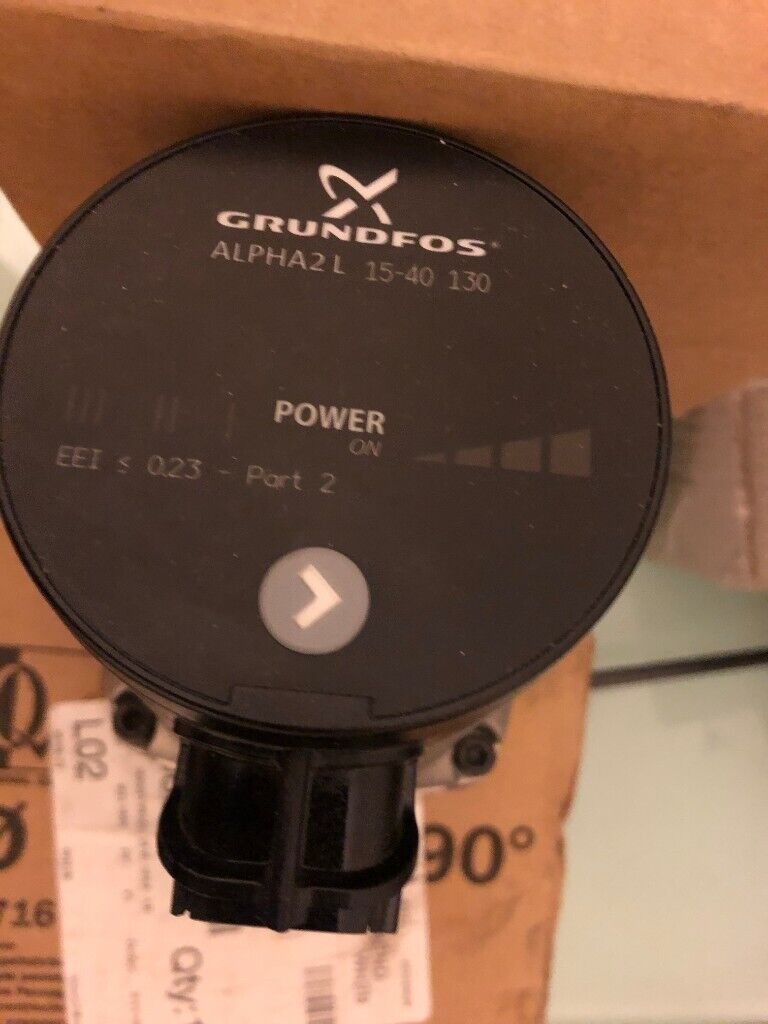 GRUNDFOS
ALPHA2 L 15-40 130
POWER
ON
EEI ≤ 0.23 - Part 2
L02
90°
716
Qty: